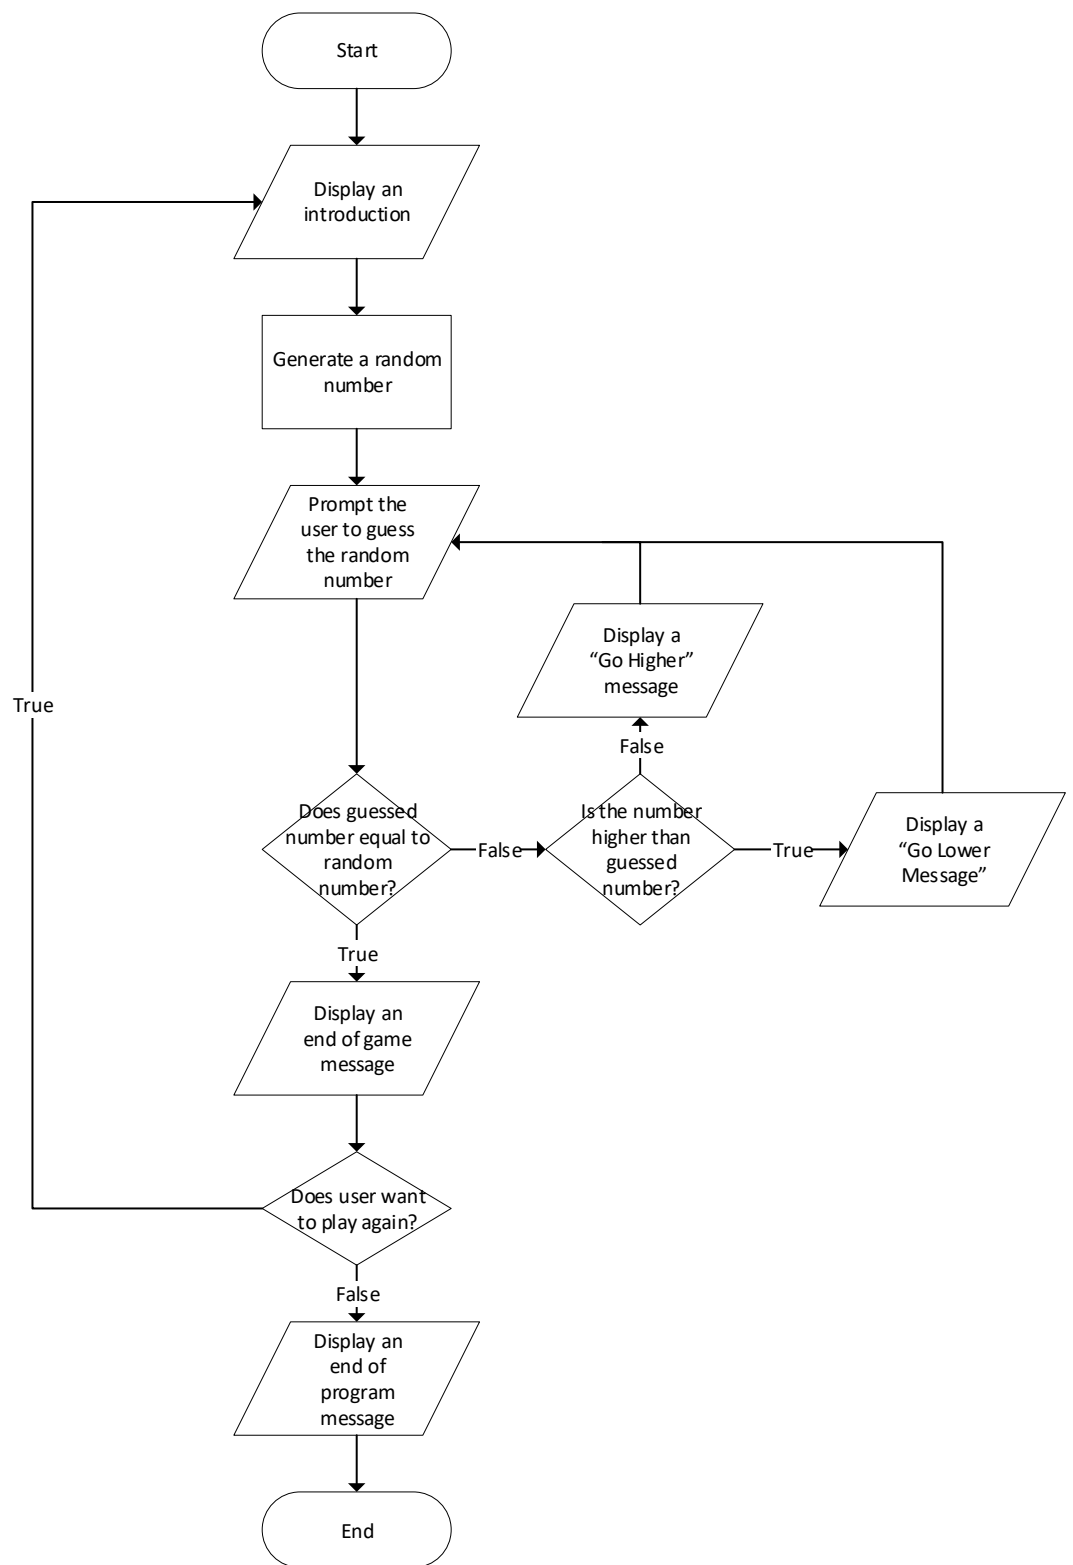 Start
Display an
introduction
Generate a random
number
Prompt the
user to guess
the random
number
Display a
“Go Higher”
message
True
False
Does guessed
number equal to
random
number?
False
Is the number
higher than
guessed
number?
True
Display a
“Go Lower
Message”
True
Display an
end of game
message
Does user want
to play again?
False
Display an
end of
program
message
End